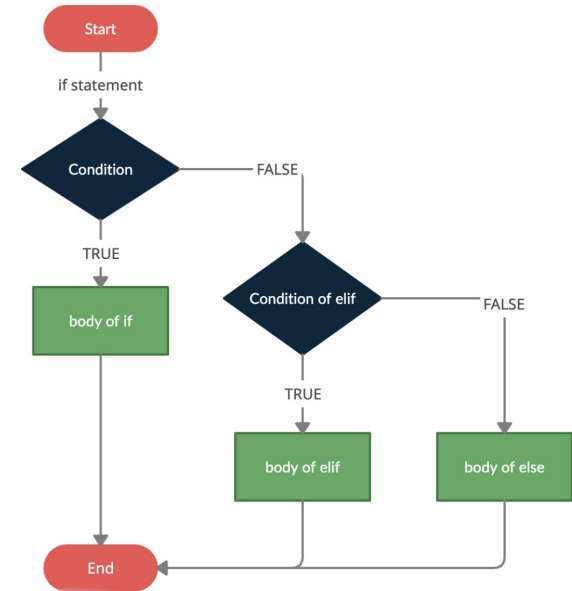 Start
if statement
Condition
FALSE
TRUE
body of if
Condition of elif
FALSE
TRUE
body of elif
body of else
End